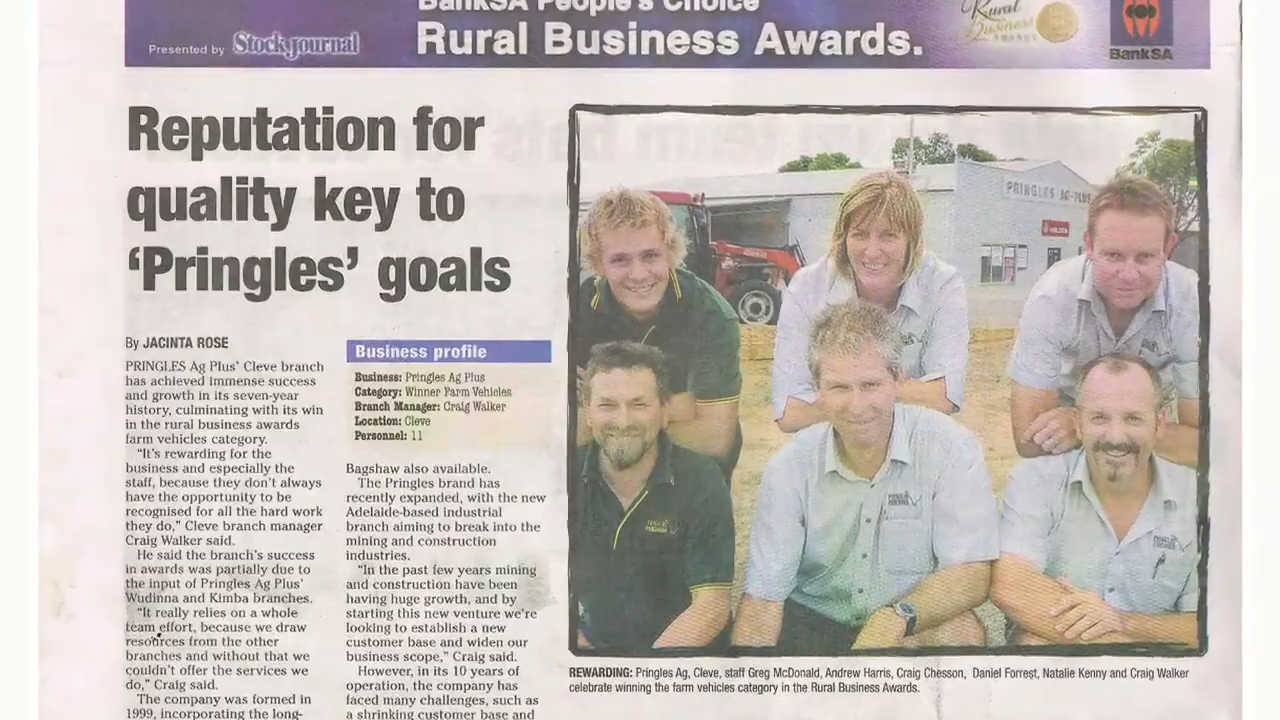 BankSA People's Choice
Presented by Stock Journal
Rural Business Awards.
Rural
Business
AWARDS
BankSA
Reputation for
quality key to
‘Pringles’ goals
By JACINTA ROSE
PRINGLES Ag Plus’ Cleve branch
has achieved immense success
and growth in its seven-year
history, culminating with its win
in the rural business awards
farm vehicles category.
“It’s rewarding for the
business and especially the
staff, because they don’t always
have the opportunity to be
recognised for all the hard work
they do,” Cleve branch manager
Craig Walker said.
He said the branch’s success
in awards was partially due to
the input of Pringles Ag Plus’
Wudinna and Kimba branches.
“It really relies on a whole
team effort, because we draw
resources from the other
branches and without that we
couldn’t offer the services we
do,” Craig said.
The company was formed in
1999, incorporating the long-
Business profile
Business: Pringles Ag Plus
Category: Winner Farm Vehicles
Branch Manager: Craig Walker
Location: Cleve
Personnel: 11
Bagshaw also available.
The Pringles brand has
recently expanded, with the new
Adelaide-based industrial
branch aiming to break into the
mining and construction
industries.
“In the past few years mining
and construction have been
having huge growth, and by
starting this new venture we’re
looking to establish a new
customer base and widen our
business scope,” Craig said.
However, in its 10 years of
operation, the company has
faced many challenges, such as
a shrinking customer base and
PRINGLES AG-PLUS
HOLDEN
REWARDING: Pringles Ag, Cleve, staff Greg McDonald, Andrew Harris, Craig Chesson, Daniel Forrest, Natalie Kenny and Craig Walker
celebrate winning the farm vehicles category in the Rural Business Awards.